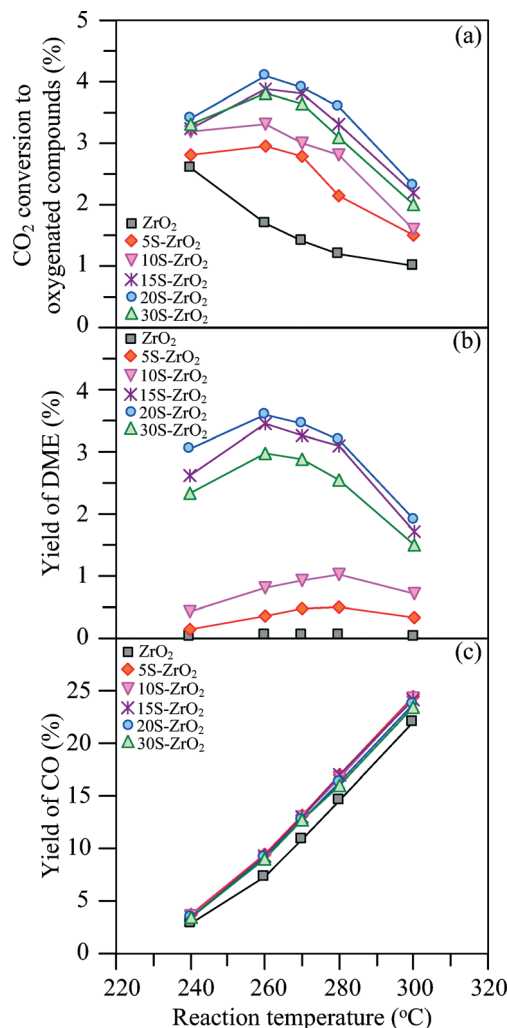 (a)
CO₂ conversion to
oxygenated compounds (%)
5
4
3
2
1
0
ZrO₂
5S-ZrO₂
10S-ZrO₂
15S-ZrO₂
20S-ZrO₂
30S-ZrO₂
(b)
Yield of DME (%)
4
3
2
1
0
ZrO₂
5S-ZrO₂
10S-ZrO₂
15S-ZrO₂
20S-ZrO₂
30S-ZrO₂
(c)
Yield of CO (%)
25
20
15
10
5
0
ZrO₂
5S-ZrO₂
10S-ZrO₂
15S-ZrO₂
20S-ZrO₂
30S-ZrO₂
220 240 260 280 300 320
Reaction temperature (°C)